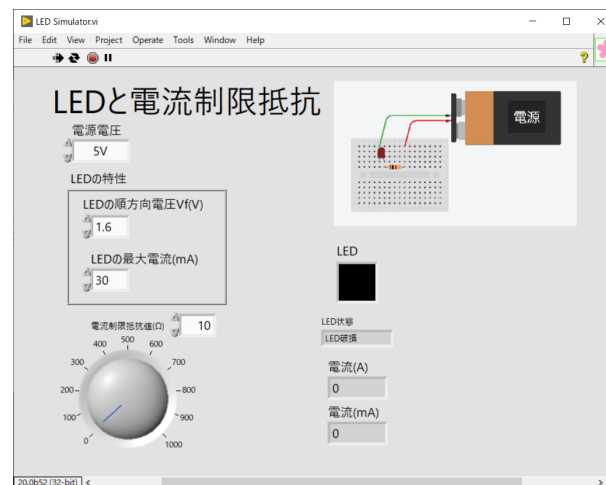 LED Simulator.vi
File Edit View Project Operate Tools Window Help
LEDと電流制限抵抗
電源
電源電圧
5V
LEDの特性
LEDの順方向電圧Vf(V)
1.6
LEDの最大電流(mA)
30
電流制限抵抗値(Ω) 10
0 100 200 300 400 500 600 700 800 900 1000
LED
LED状態
LED破損
電流(A)
0
電流(mA)
0
20.0b52 (32-bit)